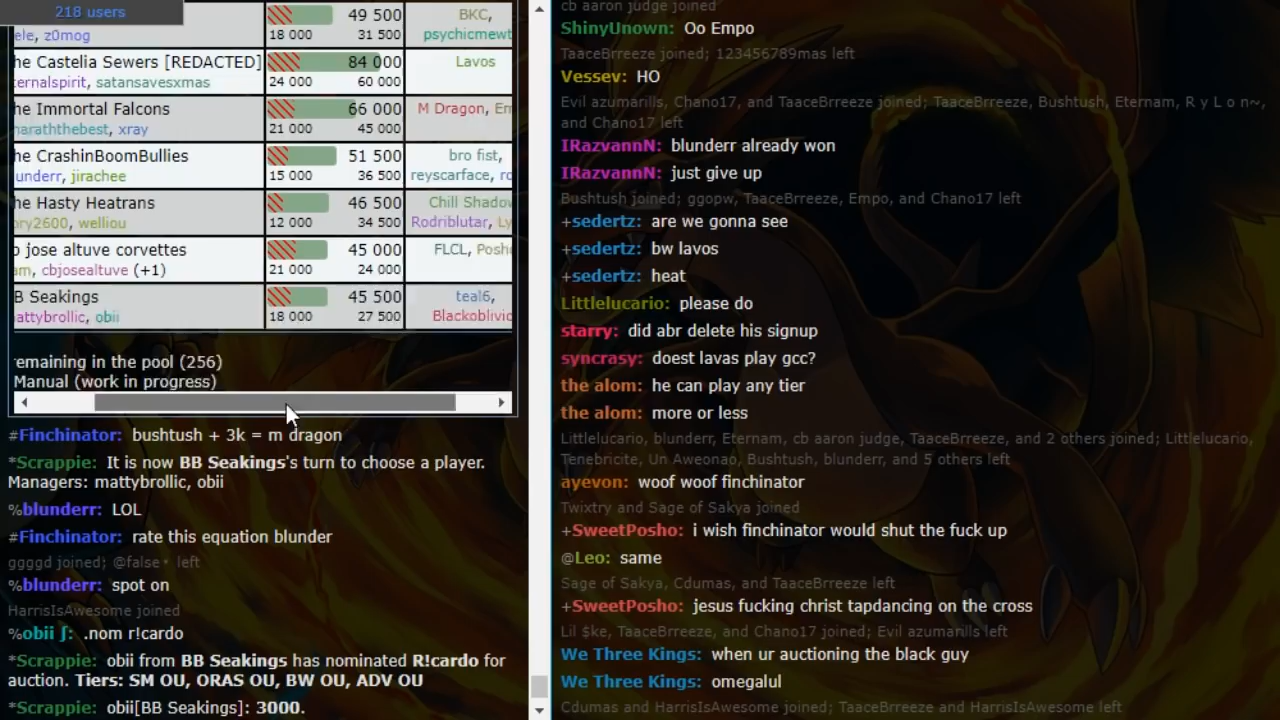 218 users
49 500
BKC,
ele, z0mog
18 000
31 500
psychicmewt
he Castelia Sewers [REDACTED]
84 000
Lavos
ernalspirit, satansavesxmas
24 000
60 000
he Immortal Falcons
66 000
M Dragon, Em
haraththebest, xray
21 000
45 000
he CrashinBoomBullies
51 500
bro fist,
underr, jirachee
15 000
36 500
reyscarface, ro
he Hasty Heatrans
46 500
Chill Shadow
ory2600, welliou
12 000
34 500
Rodriblutar, Ly
o jose altuve corvettes
45 000
FLCL, Posho
am, cbjosealtuve (+1)
21 000
24 000
B Seakings
45 500
teal6,
attybrollic, obii
18 000
27 500
Blackoblivio
remaining in the pool (256)
Manual (work in progress)
#Finchinator: bushtush + 3k = m dragon
*Scrappie: It is now BB Seakings's turn to choose a player.
Managers: mattybrollic, obii
%blunderr: LOL
#Finchinator: rate this equation blunder
ggggd joined; @false• left
%blunderr: spot on
HarrisIsAwesome joined
%obii ʃ: .nom r!cardo
*Scrappie: obii from BB Seakings has nominated R!cardo for
auction. Tiers: SM OU, ORAS OU, BW OU, ADV OU
*Scrappie: obii[BB Seakings]: 3000.
cb aaron judge joined
ShinyUnown: Oo Empo
TaaceBrreeze joined; 123456789mas left
Vessev: HO
Evil azumarills, Chano17, and TaaceBrreeze joined; TaaceBrreeze, Bushtush, Eternam, R y L o n~,
and Chano17 left
IRazvannN: blunderr already won
IRazvannN: just give up
Bushtush joined; ggopw, TaaceBrreeze, Empo, and Chano17 left
+sedertz: are we gonna see
+sedertz: bw lavos
+sedertz: heat
Littlelucario: please do
starry: did abr delete his signup
syncrasy: doest lavas play gcc?
the alom: he can play any tier
the alom: more or less
Littlelucario, blunderr, Eternam, cb aaron judge, TaaceBrreeze, and 2 others joined; Littlelucario,
Tenebricite, Un Aweonao, Bushtush, blunderr, and 5 others left
ayevon: woof woof finchinator
Twixtry and Sage of Sakya joined
+SweetPosho: i wish finchinator would shut the fuck up
@Leo: same
Sage of Sakya, Cdumas, and TaaceBrreeze left
+SweetPosho: jesus fucking christ tapdancing on the cross
Lil $ke, TaaceBrreeze, and Chano17 joined; Evil azumarills left
We Three Kings: when ur auctioning the black guy
We Three Kings: omegalul
Cdumas and HarrisIsAwesome joined; TaaceBrreeze and HarrisIsAwesome left